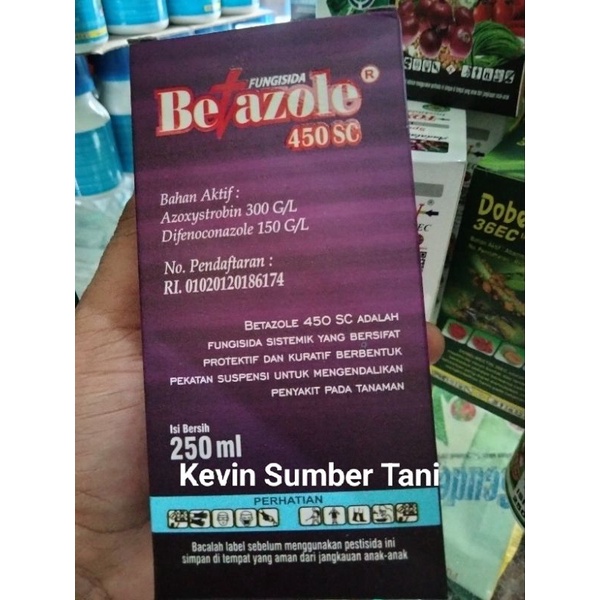 FUNGISIDA
Betazole®
450 SC
Bahan Aktif :
Azoxystrobin 300 G/L
Difenoconazole 150 G/L
No. Pendaftaran :
RI. 01020120186174
BETAZOLE 450 SC ADALAH
FUNGISIDA SISTEMIK YANG BERSIFAT
PROTEKTIF DAN KURATIF BERBENTUK
PEKATAN SUSPENSI UNTUK MENGENDALIKAN
PENYAKIT PADA TANAMAN
Isi Bersih
250 ml
Kevin Sumber Tani
PERHATIAN
Bacalah label sebelum menggunakan pestisida ini
simpan di tempat yang aman dari jangkauan anak-anak
36EC